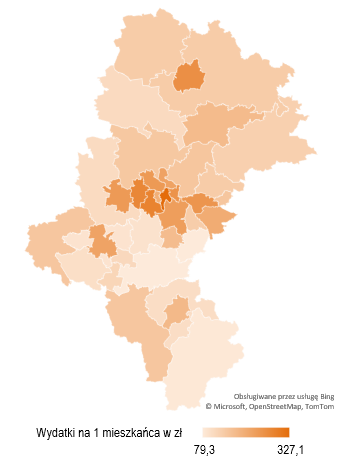 Obsługiwane przez usługę Bing
© Microsoft, OpenStreetMap, TomTom
Wydatki na 1 mieszkańca w zł
79,3 327,1